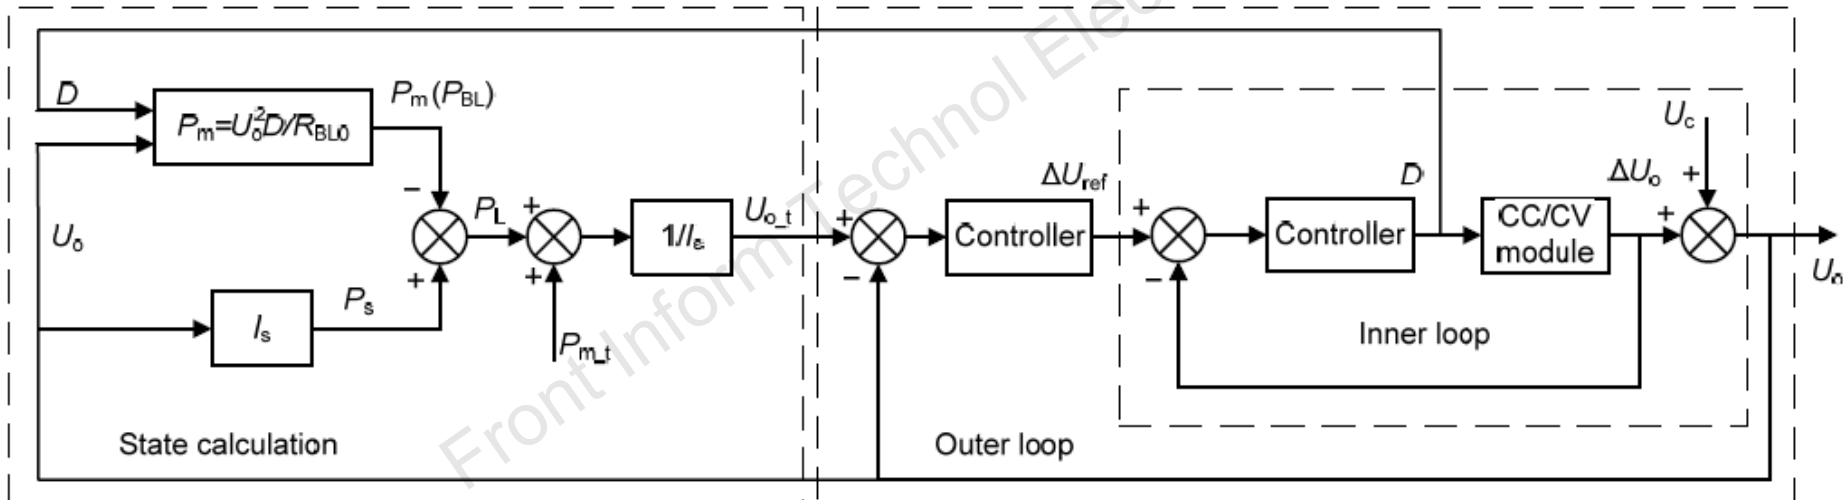 D
Pm=Uo²D/RBL0
Pm(PBL)
Uo
Is
Ps
−
+
PL
+
+
Pm_t
1/Is
Uo_t
State calculation
+
−
Controller
ΔUref
+
−
Controller
D
CC/CV
module
ΔUo
Uc
+
+
Uo
Inner loop
Outer loop
Front Inform Technol Elec